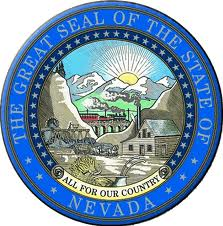 THE GREAT SEAL OF THE STATE OF
NEVADA
ALL FOR OUR COUNTRY